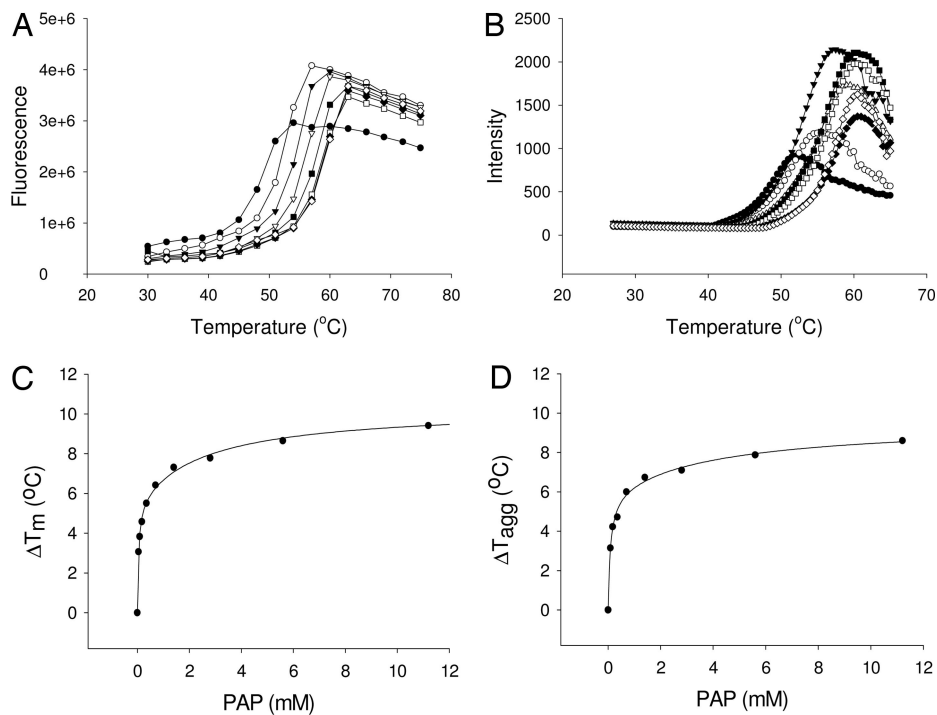 A
5e+6
4e+6
3e+6
2e+6
1e+6
0
Fluorescence
20 30 40 50 60 70 80
Temperature (°C)
B
2500
2000
1500
1000
500
0
Intensity
20 30 40 50 60 70
Temperature (°C)
C
12
10
8
6
4
2
0
ΔTm (°C)
0 2 4 6 8 10 12
PAP (mM)
D
12
10
8
6
4
2
0
ΔTagg (°C)
0 2 4 6 8 10 12
PAP (mM)